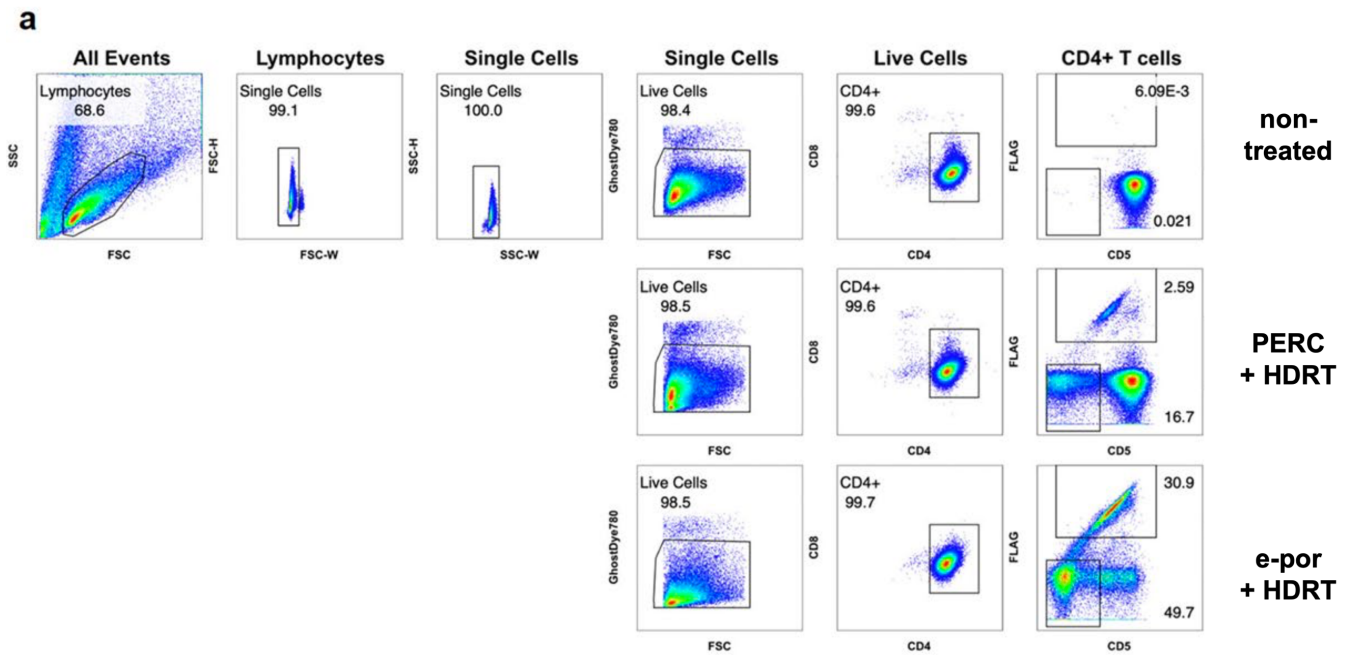 a
All Events
Lymphocytes
Single Cells
Single Cells
Live Cells
CD4+ T cells
Lymphocytes
68.6
SSC
FSC
Single Cells
99.1
FSC-H
FSC-W
Single Cells
100.0
SSC-H
SSC-W
Live Cells
98.4
GhostDye780
FSC
CD4+
99.6
CD8
CD4
6.09E-3
0.021
FLAG
CD5
non-
treated
Live Cells
98.5
GhostDye780
FSC
CD4+
99.6
CD8
CD4
2.59
16.7
FLAG
CD5
PERC
+ HDRT
Live Cells
98.5
GhostDye780
FSC
CD4+
99.7
CD8
CD4
30.9
49.7
FLAG
CD5
e-por
+ HDRT